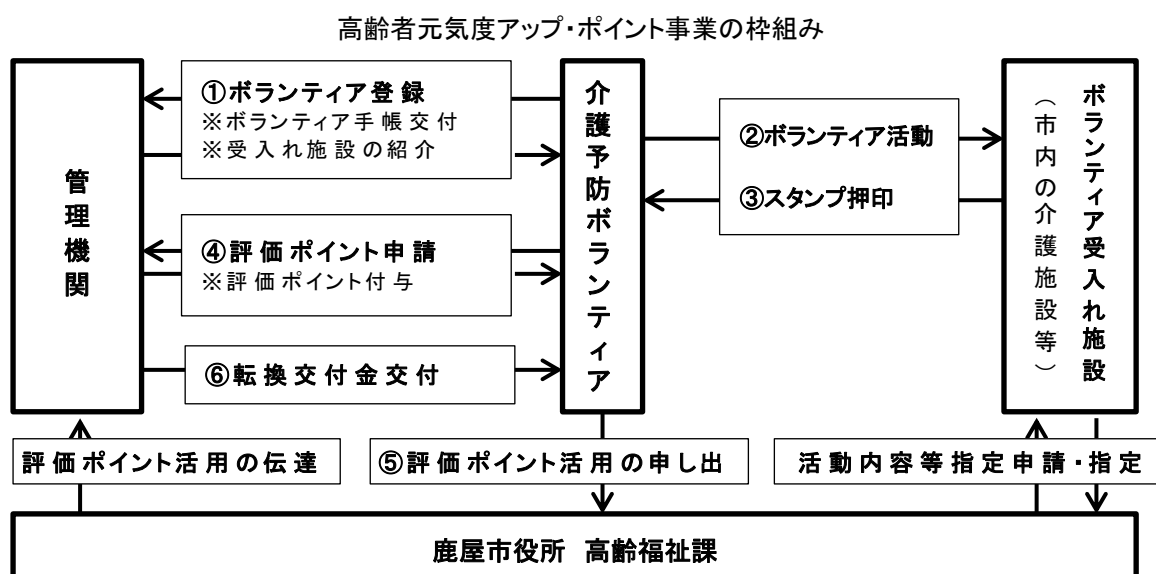 高齢者元気度アップ・ポイント事業の枠組み
管理機関
①ボランティア登録
※ボランティア手帳交付
※受入れ施設の紹介
④評価ポイント申請
※評価ポイント付与
⑥転換交付金交付
介護予防ボランティア
②ボランティア活動
③スタンプ押印
ボランティア受入れ施設
（市内の介護施設等）
評価ポイント活用の伝達
⑤評価ポイント活用の申し出
活動内容等指定申請・指定
鹿屋市役所 高齢福祉課